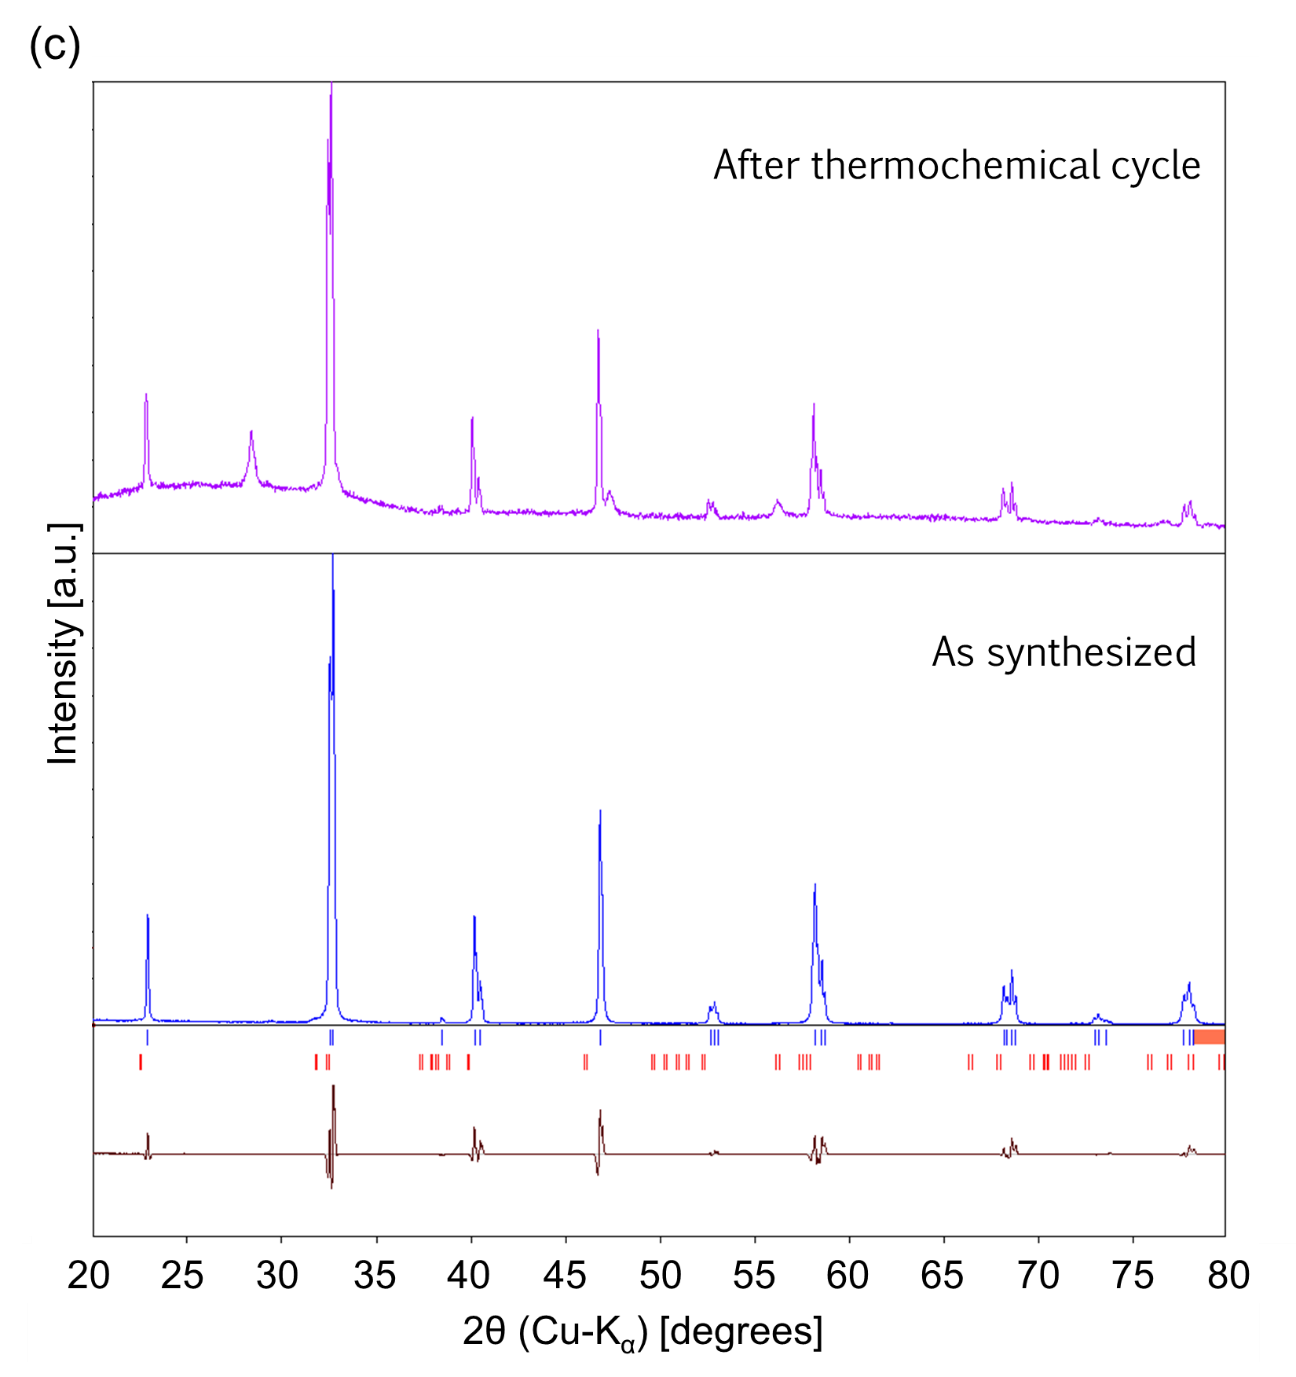 (c)
After thermochemical cycle
As synthesized
Intensity [a.u.]
20 25 30 35 40 45 50 55 60 65 70 75 80
2θ (Cu-Kα) [degrees]